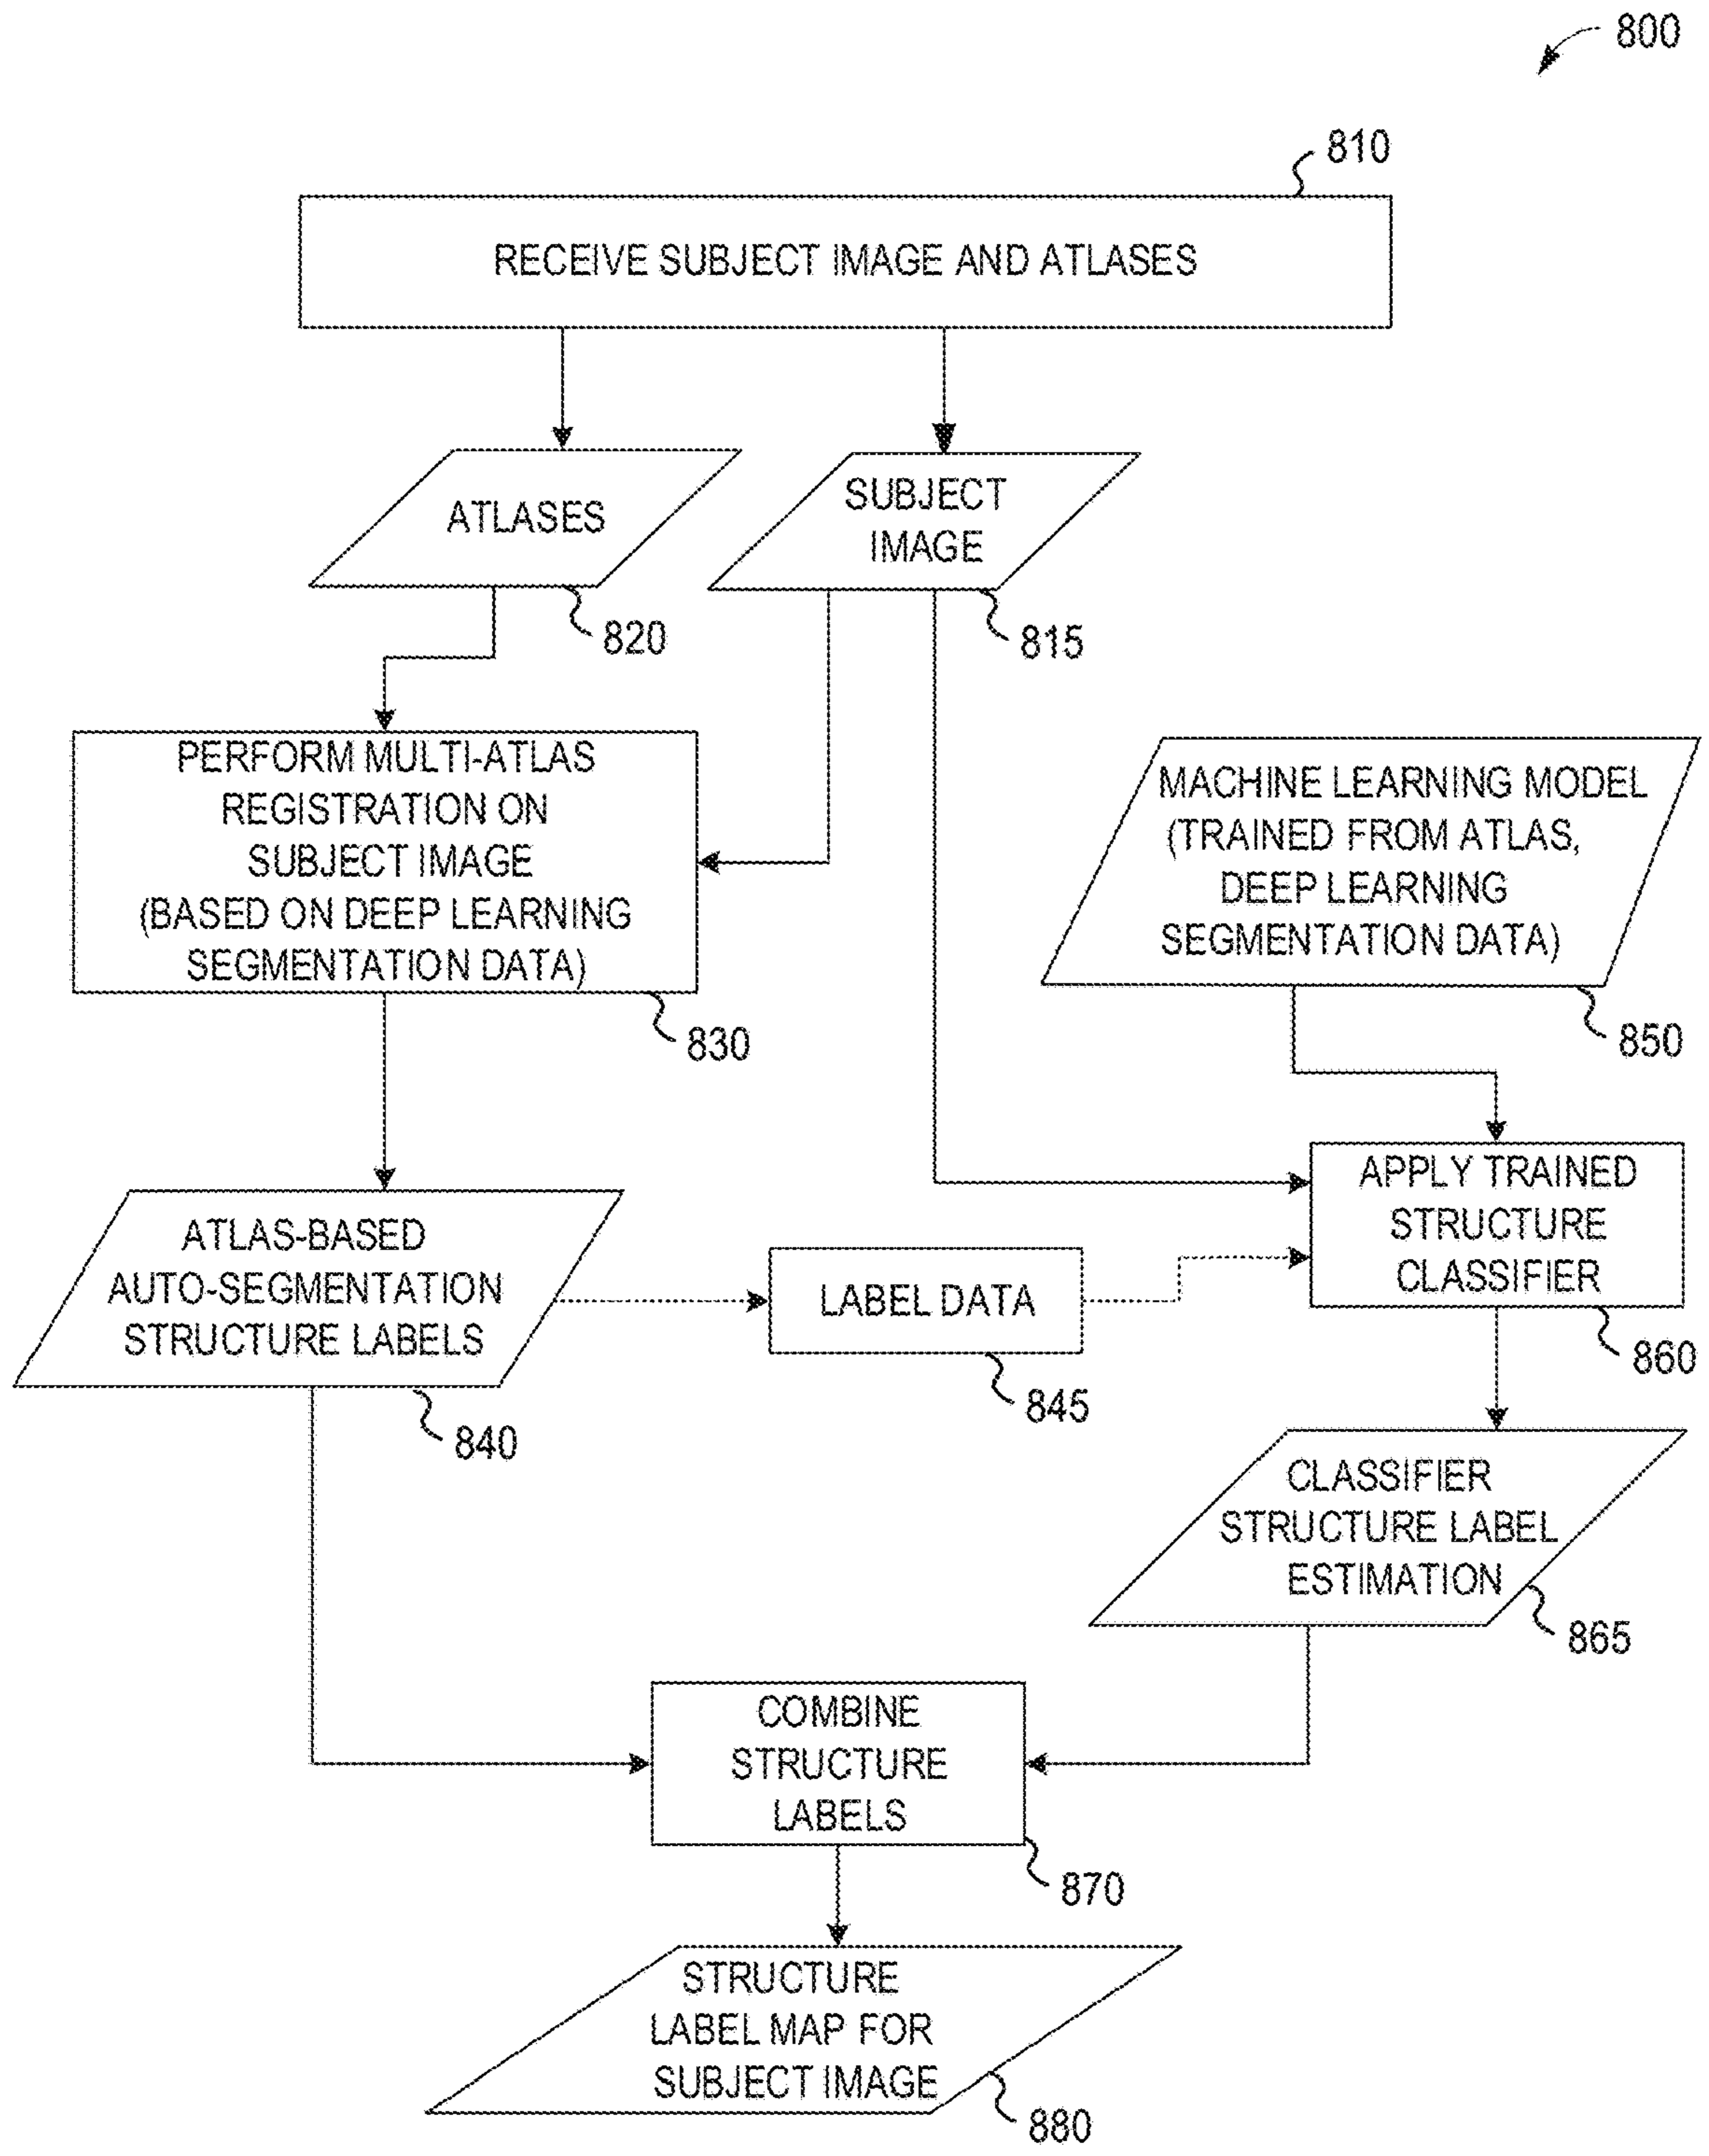 800
810
RECEIVE SUBJECT IMAGE AND ATLASES
ATLASES
820
SUBJECT
IMAGE
815
PERFORM MULTI-ATLAS
REGISTRATION ON
SUBJECT IMAGE
(BASED ON DEEP LEARNING
SEGMENTATION DATA)
830
MACHINE LEARNING MODEL
(TRAINED FROM ATLAS,
DEEP LEARNING
SEGMENTATION DATA)
850
APPLY TRAINED
STRUCTURE
CLASSIFIER
860
ATLAS-BASED
AUTO-SEGMENTATION
STRUCTURE LABELS
840
LABEL DATA
845
CLASSIFIER
STRUCTURE LABEL
ESTIMATION
865
COMBINE
STRUCTURE
LABELS
870
STRUCTURE
LABEL MAP FOR
SUBJECT IMAGE
880